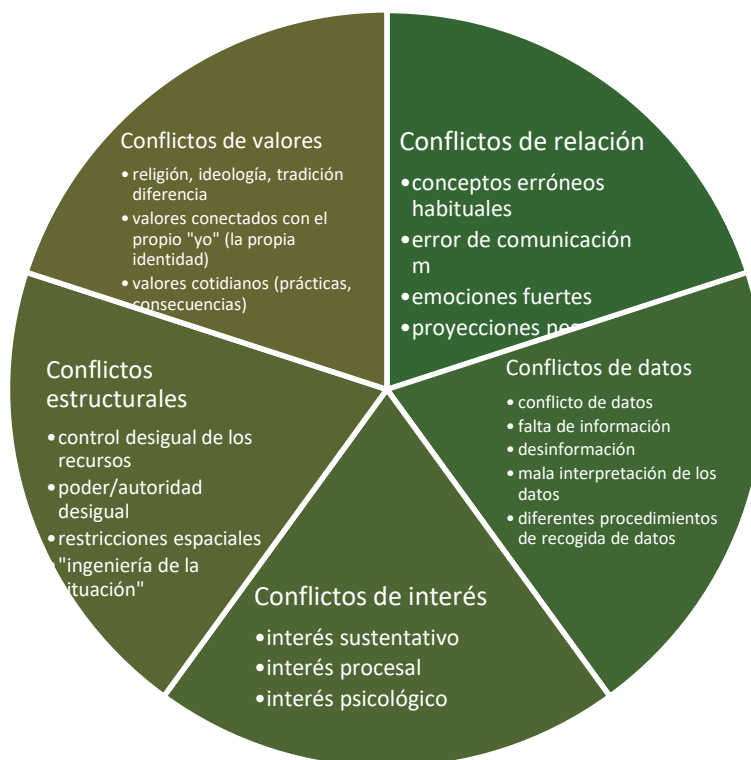 Conflictos de valores
•religión, ideología, tradición
diferencia
•valores conectados con el
propio "yo" (la propia
identidad)
•valores cotidianos (prácticas,
consecuencias)
Conflictos de relación
•conceptos erróneos
habituales
•error de comunicación
m
•emociones fuertes
•proyecciones
Conflictos de datos
•conflicto de datos
•falta de información
•desinformación
•mala interpretación de los
datos
•diferentes procedimientos
de recogida de datos
Conflictos de interés
•interés sustentativo
•interés procesal
•interés psicológico
Conflictos
estructurales
•control desigual de los
recursos
•poder/autoridad
desigual
•restricciones espaciales
•"ingeniería de la
situación"